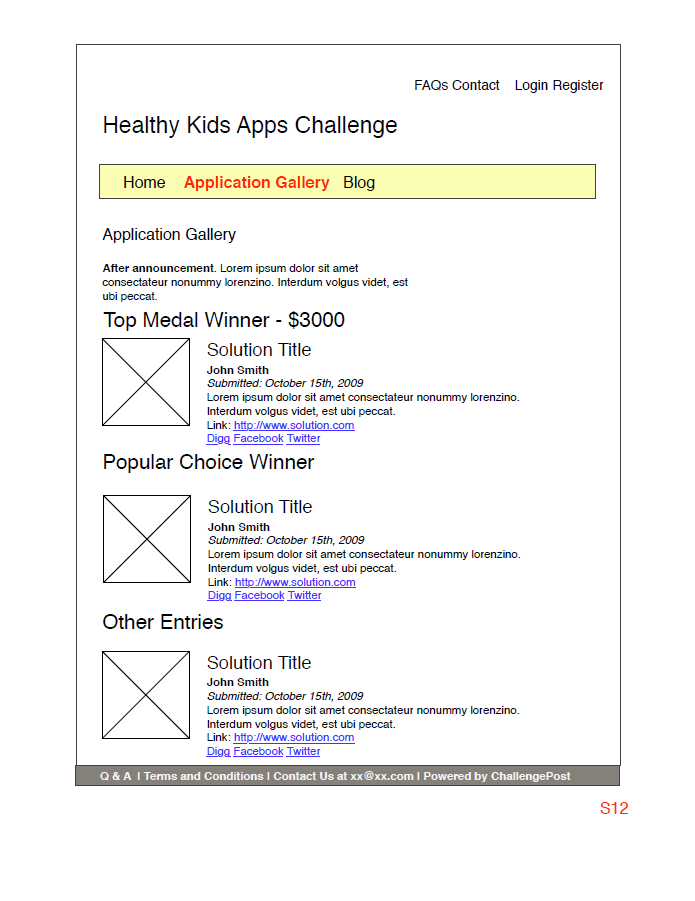 FAQs Contact Login Register
Healthy Kids Apps Challenge
Home Application Gallery Blog
Application Gallery
After announcement. Lorem ipsum dolor sit amet
consectateur nonummy lorenzino. Interdum volgus videt, est
ubi peccat.
Top Medal Winner - $3000
Solution Title
John Smith
Submitted: October 15th, 2009
Lorem ipsum dolor sit amet consectateur nonummy lorenzino.
Interdum volgus videt, est ubi peccat.
Link: http://www.solution.com
Digg Facebook Twitter
Popular Choice Winner
Solution Title
John Smith
Submitted: October 15th, 2009
Lorem ipsum dolor sit amet consectateur nonummy lorenzino.
Interdum volgus videt, est ubi peccat.
Link: http://www.solution.com
Digg Facebook Twitter
Other Entries
Solution Title
John Smith
Submitted: October 15th, 2009
Lorem ipsum dolor sit amet consectateur nonummy lorenzino.
Interdum volgus videt, est ubi peccat.
Link: http://www.solution.com
Digg Facebook Twitter
Q & A | Terms and Conditions | Contact Us at xx@xx.com | Powered by ChallengePost
S12